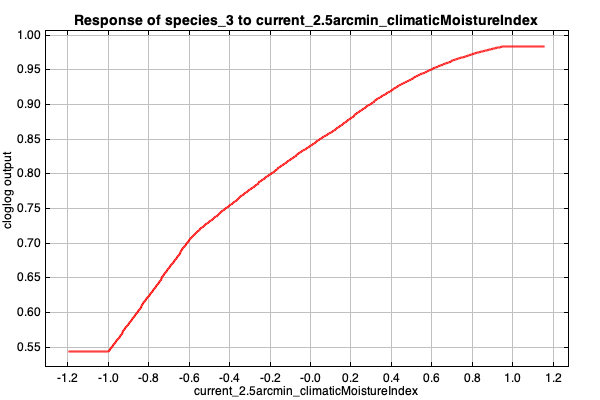 Response of species_3 to current_2.5arcmin_climaticMoistureIndex
1.00
0.95
0.90
0.85
0.80
0.75
0.70
0.65
0.60
0.55
cloglog output
-1.2 -1.0 -0.8 -0.6 -0.4 -0.2 -0.0 0.2 0.4 0.6 0.8 1.0 1.2
current_2.5arcmin_climaticMoistureIndex